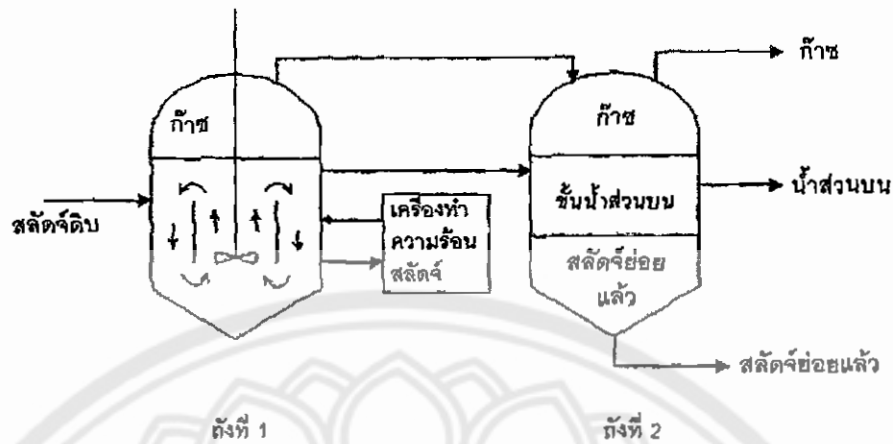 ก๊าซ
ก๊าซ
ก๊าซ
สลัดจ์ดิบ
เครื่องทำ
ความร้อน
สลัดจ์
ชั้นน้ำส่วนบน
น้ำส่วนบน
สลัดจ์ย่อย
แล้ว
สลัดจ์ย่อยแล้ว
ถังที่ 1
ถังที่ 2